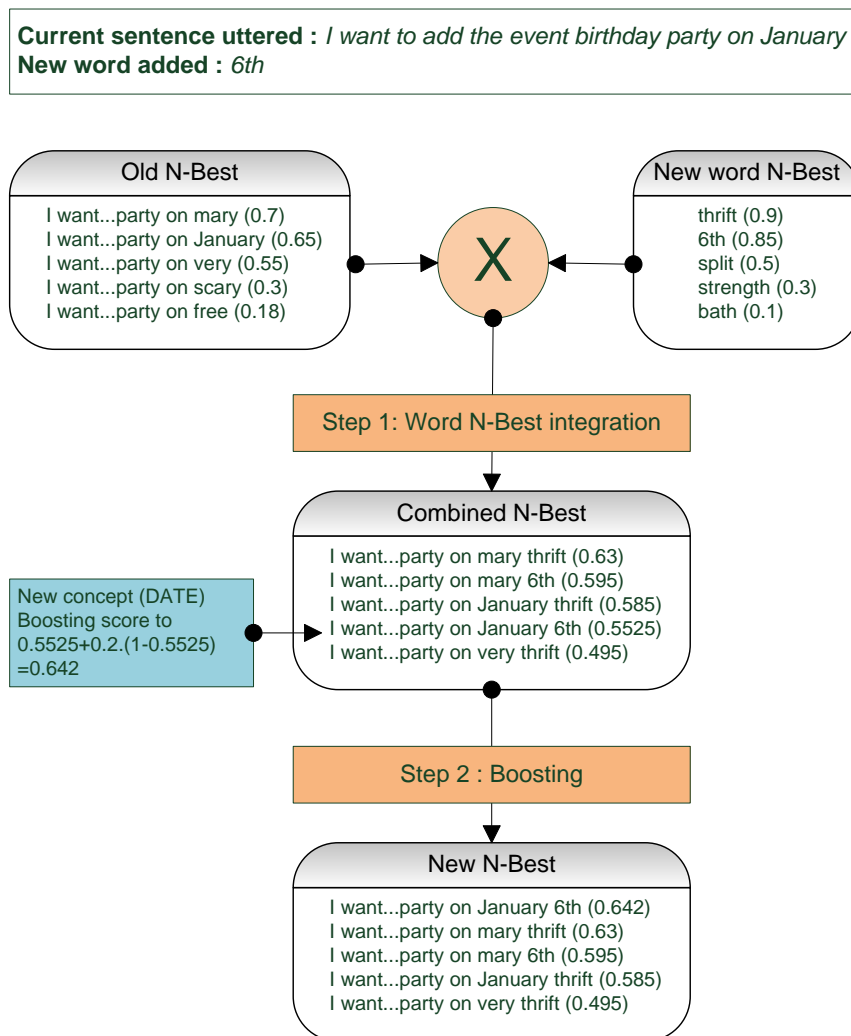 Current sentence uttered : I want to add the event birthday party on January
New word added : 6th
Old N-Best
I want...party on mary (0.7)
I want...party on January (0.65)
I want...party on very (0.55)
I want...party on scary (0.3)
I want...party on free (0.18)
X
New word N-Best
thrift (0.9)
6th (0.85)
split (0.5)
strength (0.3)
bath (0.1)
Step 1: Word N-Best integration
Combined N-Best
I want...party on mary thrift (0.63)
I want...party on mary 6th (0.595)
I want...party on January thrift (0.585)
I want...party on January 6th (0.5525)
I want...party on very thrift (0.495)
New concept (DATE)
Boosting score to
0.5525+0.2.(1-0.5525)
=0.642
Step 2 : Boosting
New N-Best
I want...party on January 6th (0.642)
I want...party on mary thrift (0.63)
I want...party on mary 6th (0.595)
I want...party on January thrift (0.585)
I want...party on very thrift (0.495)